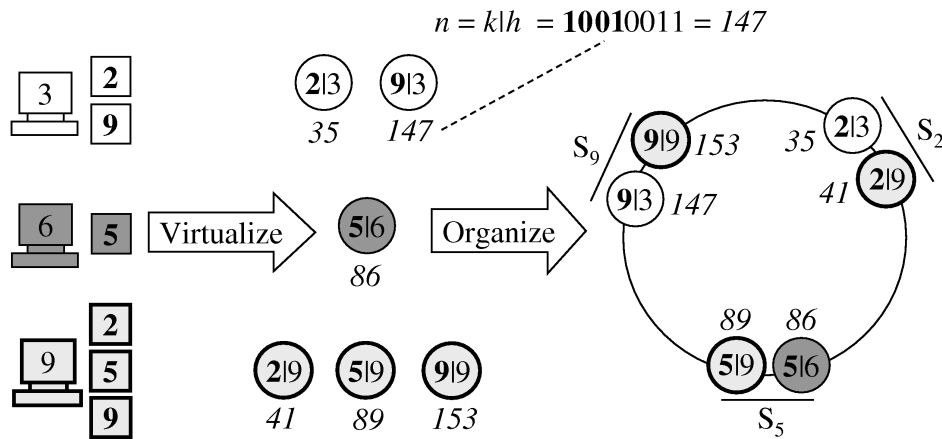 n = k|h = 10010011 = 147
3 2
9
2|3 9|3
35 147
6 5
Virtualize
5|6
86
Organize
9
2
5
9
2|9 5|9 9|9
41 89 153
S9
9|9 153
9|3 147
35 2|3
41 2|9
S2
89 86
5|9 5|6
S5